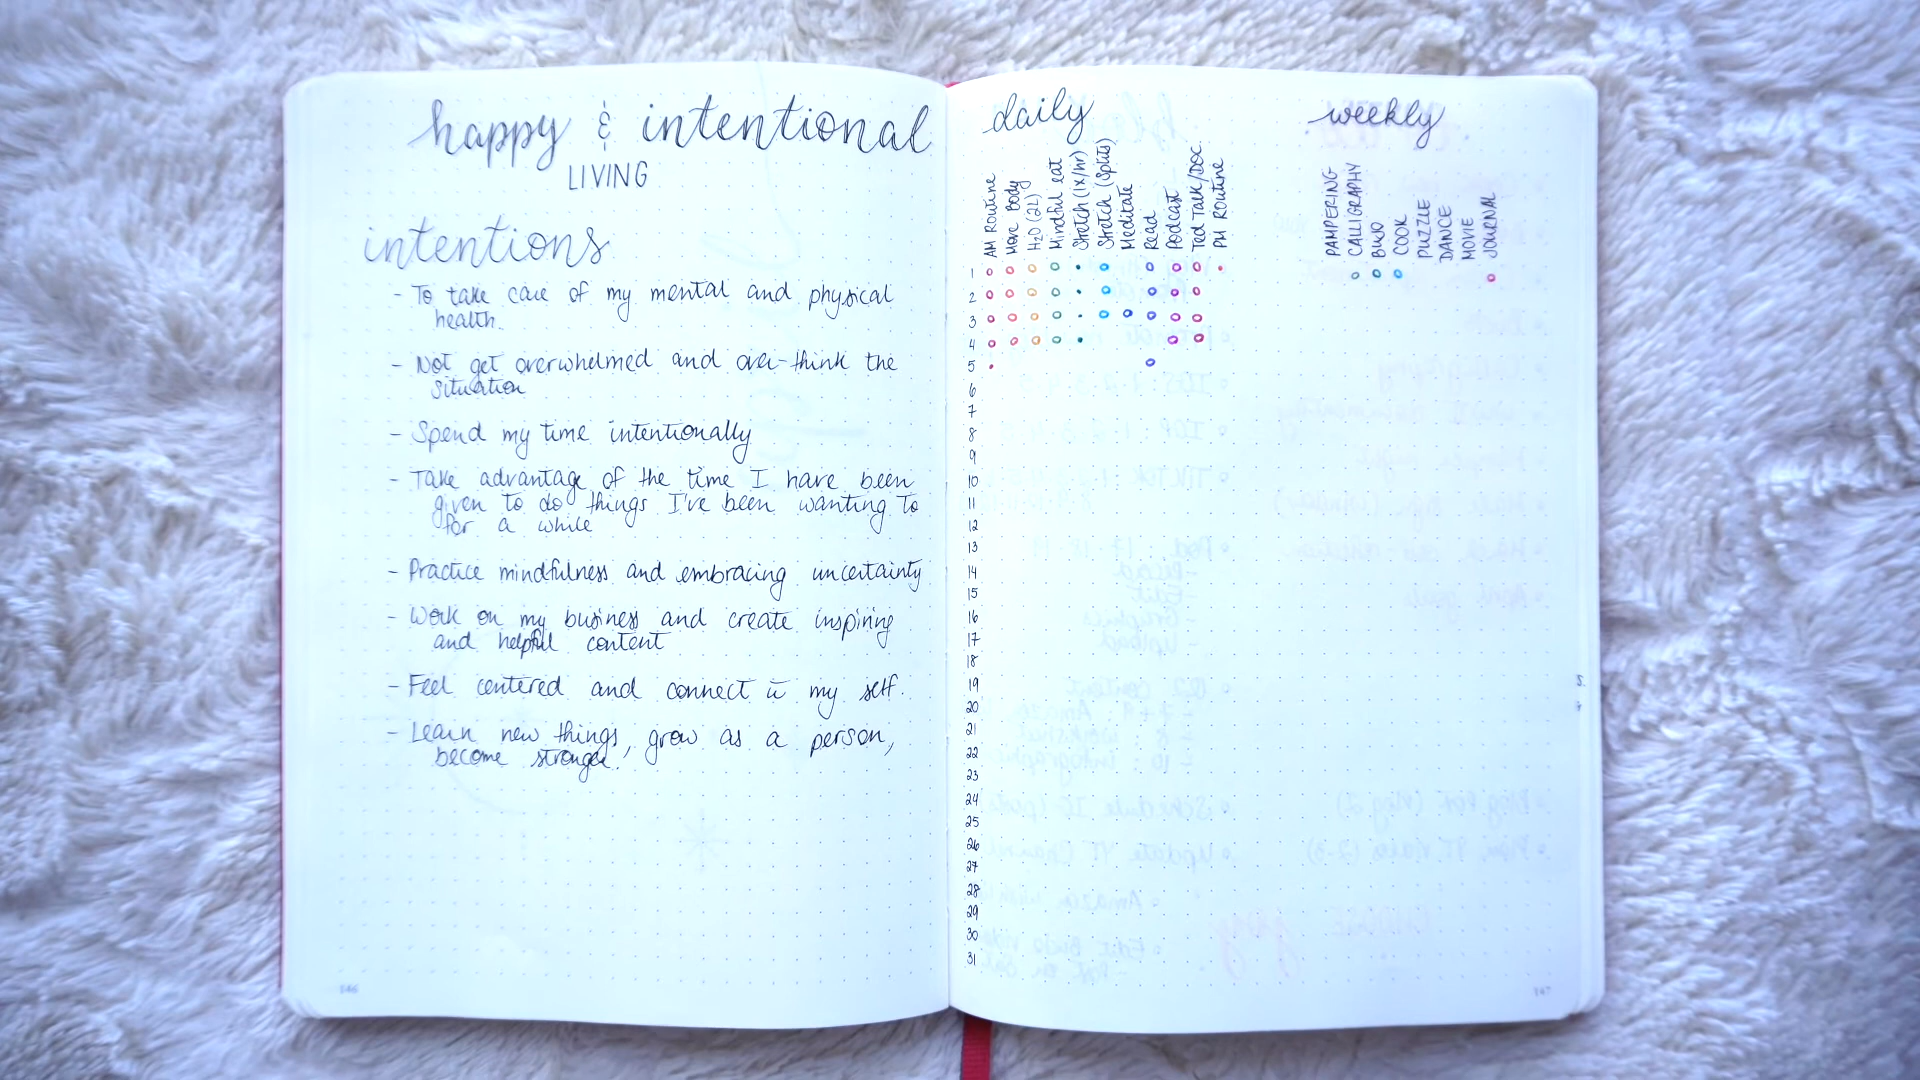 happy & intentional
LIVING
intentions
- To take care of my mental and physical
health.
- Not get overwhelmed and over-think the
situation
- Spend my time intentionally
- Take advantage of the time I have been
given to do things I've been wanting to
for a while
- Practice mindfulness and embracing uncertainty
- Work on my business and create inspiring
and helpful content
- Feel centered and connect w my self.
- Learn new things, grow as a person,
become stronger.
146
daily
AM Routine
Move Body
H2O (2L)
Mindful eat
Stretch (1x/hr)
Stretch (Splits)
Meditate
Read
Podcast
Ted Talk/DOC.
PM ROUTINE
1
2
3
4
5
6
7
8
9
10
11
12
13
14
15
16
17
18
19
20
21
22
23
24
25
26
27
28
29
30
31
weekly
PAMPERING
CALLIGRAPHY
BUJO
COOK
PUZZLE
DANCE
MOVIE
JOURNAL
147